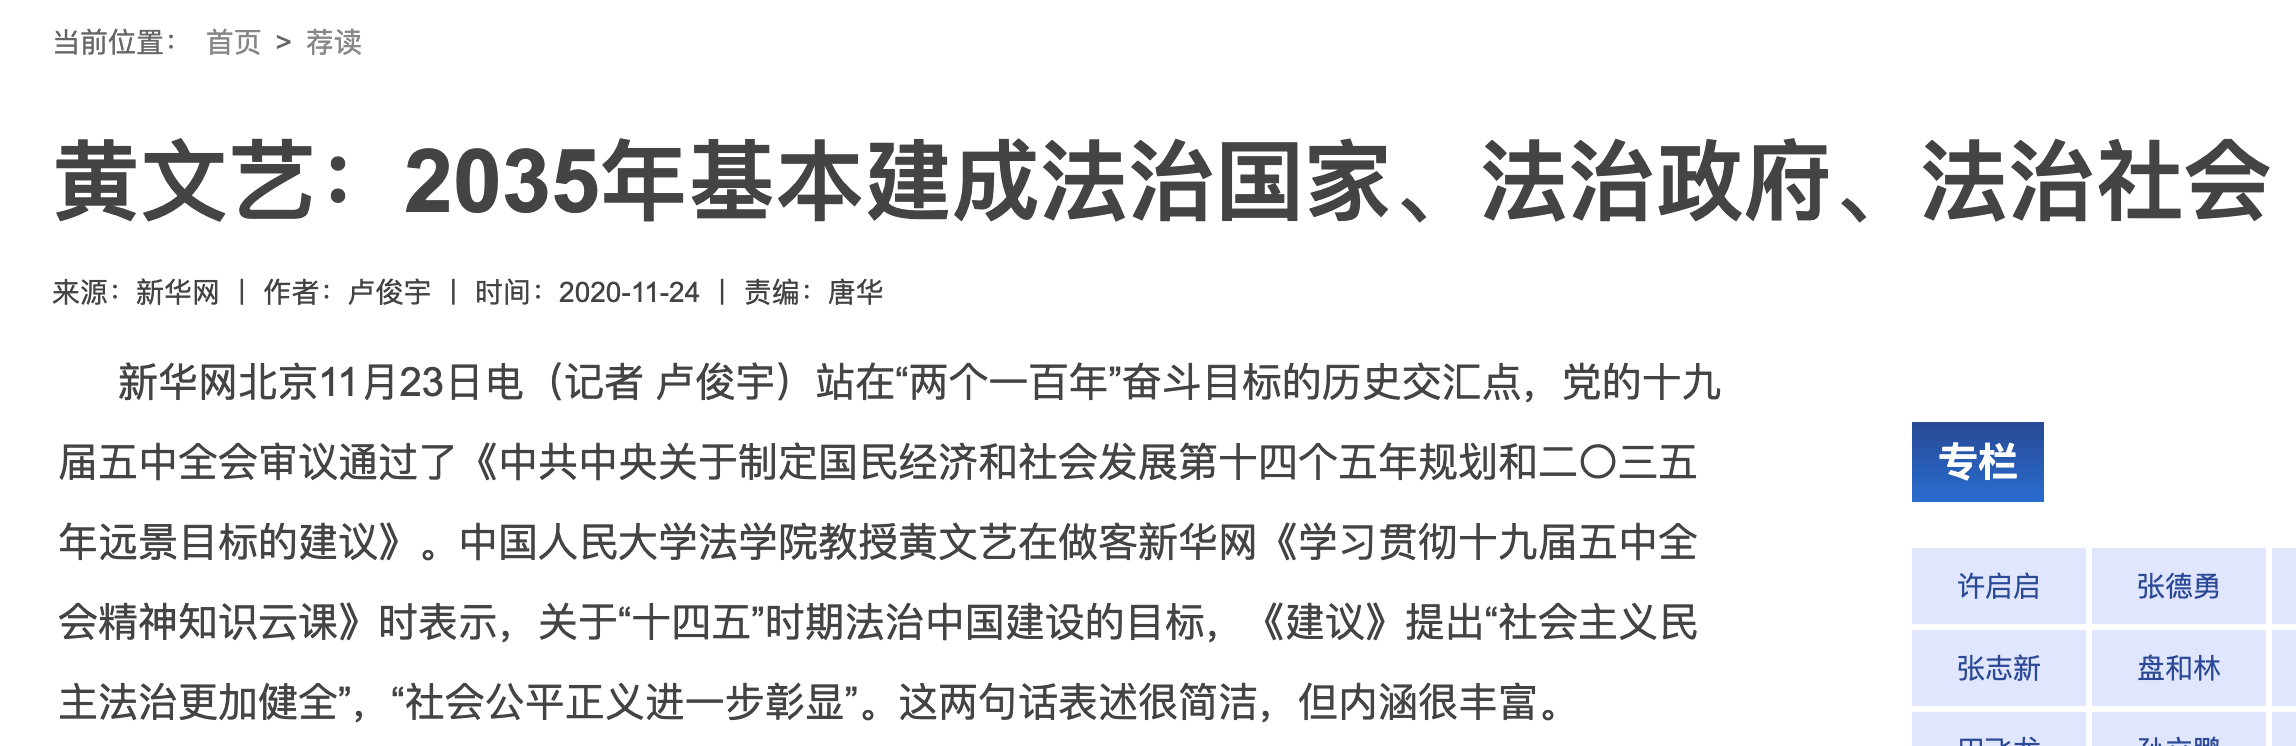 当前位置： 首页 > 荐读
黄文艺：2035年基本建成法治国家、法治政府、法治社会
来源：新华网 丨 作者：卢俊宇 丨 时间：2020-11-24 丨 责编：唐华
新华网北京11月23日电（记者 卢俊宇）站在“两个一百年”奋斗目标的历史交汇点，党的十九
届五中全会审议通过了《中共中央关于制定国民经济和社会发展第十四个五年规划和二〇三五
年远景目标的建议》。中国人民大学法学院教授黄文艺在做客新华网《学习贯彻十九届五中全
会精神知识云课》时表示，关于“十四五”时期法治中国建设的目标，《建议》提出“社会主义民
主法治更加健全”，“社会公平正义进一步彰显”。这两句话表述很简洁，但内涵很丰富。
专栏
许启启 张德勇
张志新 盘和林